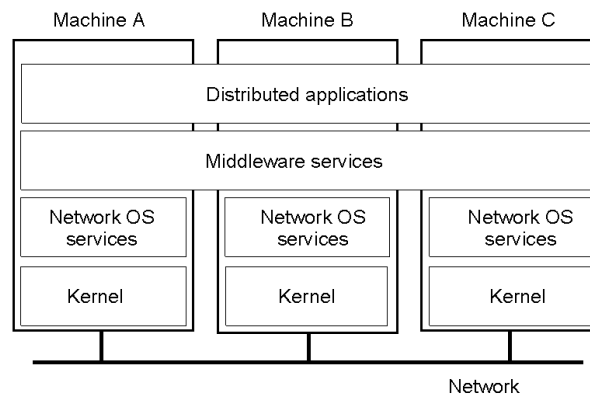 Machine A Machine B Machine C
Distributed applications
Middleware services
Network OS services Network OS services Network OS services
Kernel Kernel Kernel
Network